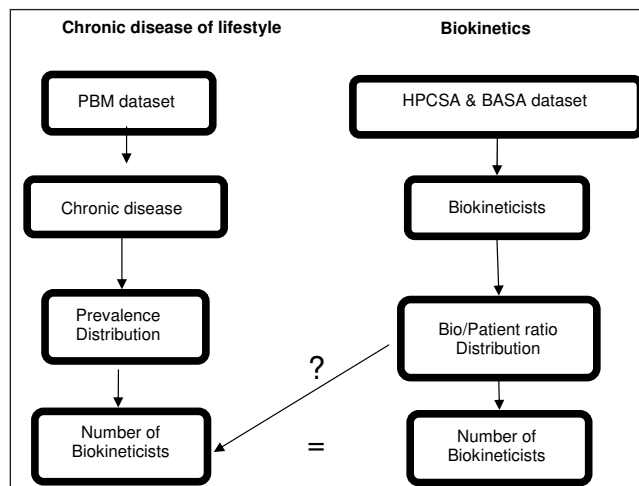 Chronic disease of lifestyle
Biokinetics
PBM dataset
HPCSA & BASA dataset
Chronic disease
Biokineticists
Prevalence
Distribution
Bio/Patient ratio
Distribution
?
Number of
Biokineticists
=
Number of
Biokineticists